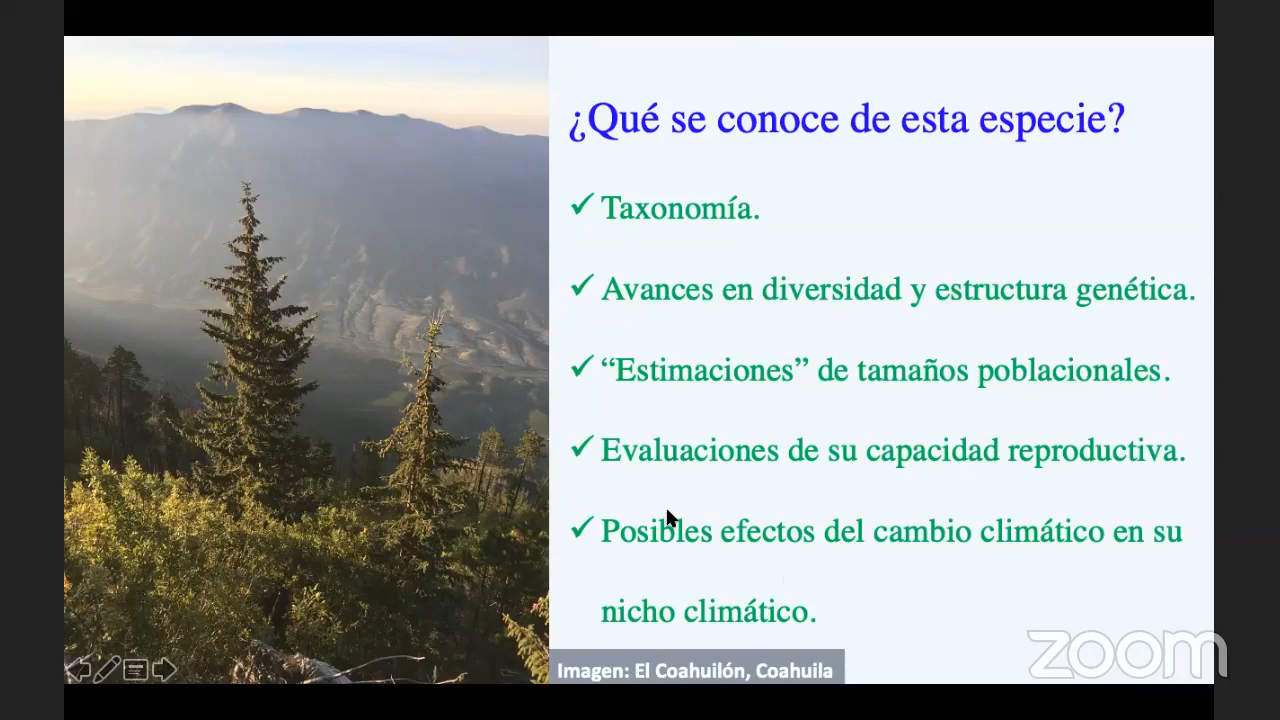 ¿Qué se conoce de esta especie?
✓ Taxonomía.
✓ Avances en diversidad y estructura genética.
✓ “Estimaciones” de tamaños poblacionales.
✓ Evaluaciones de su capacidad reproductiva.
✓ Posibles efectos del cambio climático en su
nicho climático.
Imagen: El Coahuilón, Coahuila
zoom